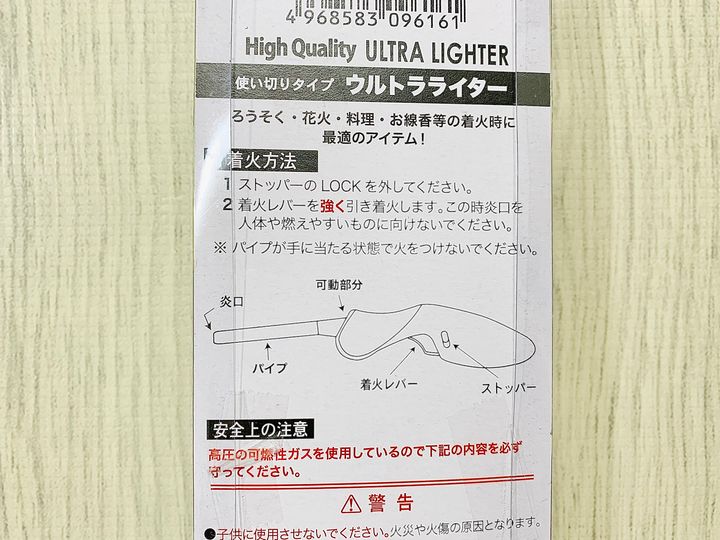 4 968583 096161
High Quality ULTRA LIGHTER
使い切りタイプ ウルトラライター
ろうそく・花火・料理・お線香等の着火時に
最適のアイテム！
着火方法
1 ストッパーの LOCK を外してください。
2 着火レバーを強く引き着火します。この時炎口を
人体や燃えやすいものに向けないでください。
※ パイプが手に当たる状態で火をつけないでください。
可動部分
炎口
パイプ
着火レバー
ストッパー
安全上の注意
高圧の可燃性ガスを使用しているので下記の内容を必ず
守ってください。
⚠ 警告
●子供に使用させないでください。火災や火傷の原因となります。